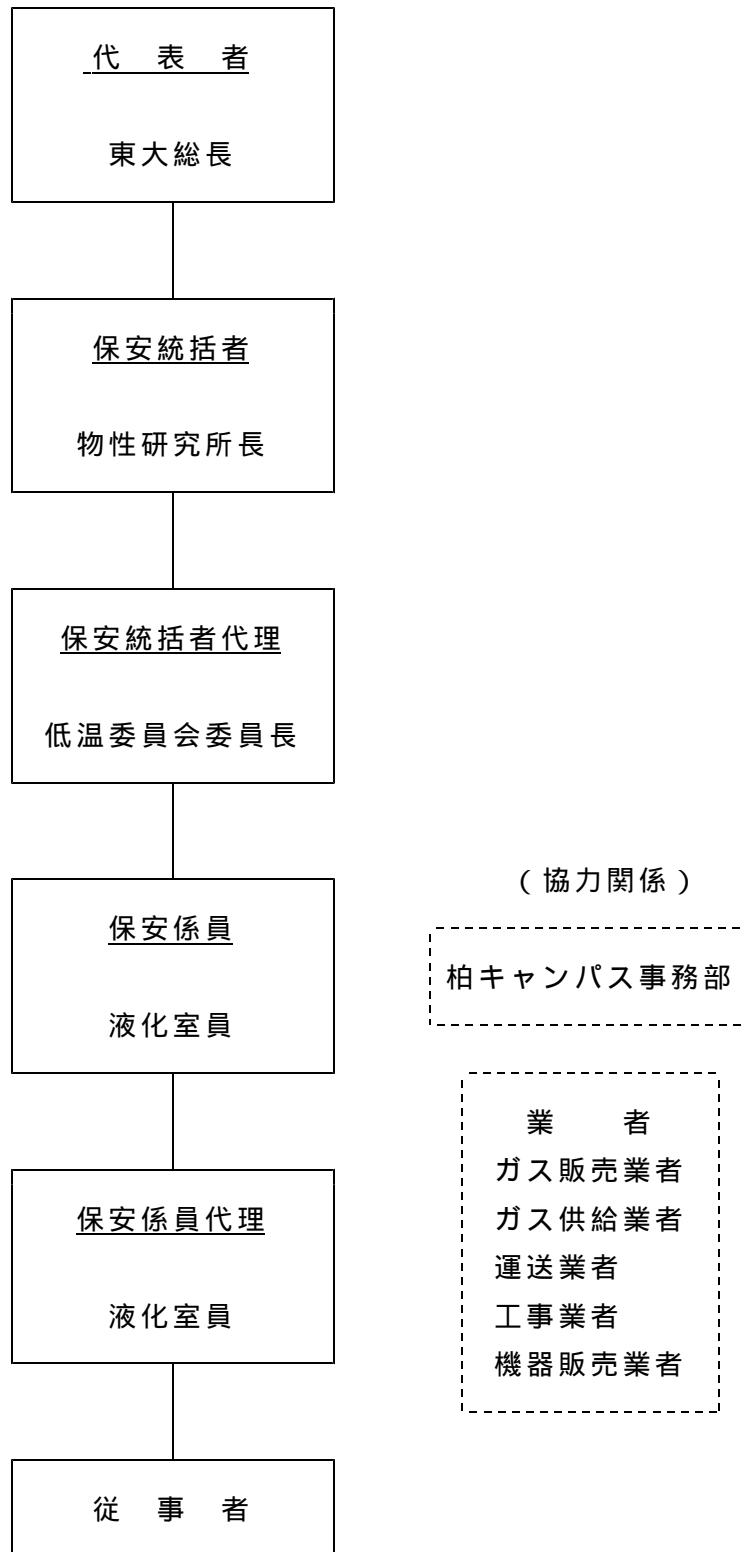 代　表　者
東大総長
保安統括者
物性研究所長
保安統括者代理
低温委員会委員長
保安係員
液化室員
保安係員代理
液化室員
従　事　者
（協力関係）
柏キャンパス事務部
業　　者
ガス販売業者
ガス供給業者
運送業者
工事業者
機器販売業者